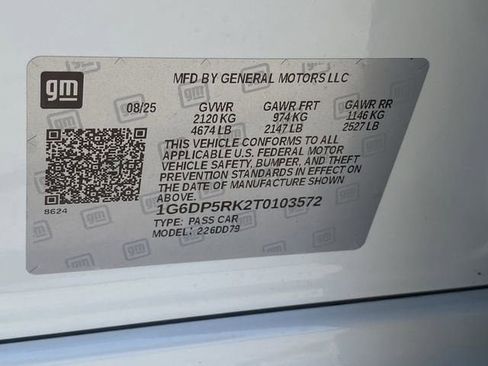 gm
MFD BY GENERAL MOTORS LLC
08/25 GVWR GAWR FRT GAWR RR
2120 KG 974 KG 1146 KG
4674 LB 2147 LB 2527 LB
THIS VEHICLE CONFORMS TO ALL
APPLICABLE U.S. FEDERAL MOTOR
VEHICLE SAFETY, BUMPER, AND THEFT
PREVENTION STANDARDS IN EFFECT ON
THE DATE OF MANUFACTURE SHOWN
ABOVE.
8624
1G6DP5RK2T0103572
TYPE: PASS CAR
MODEL: 226DD79